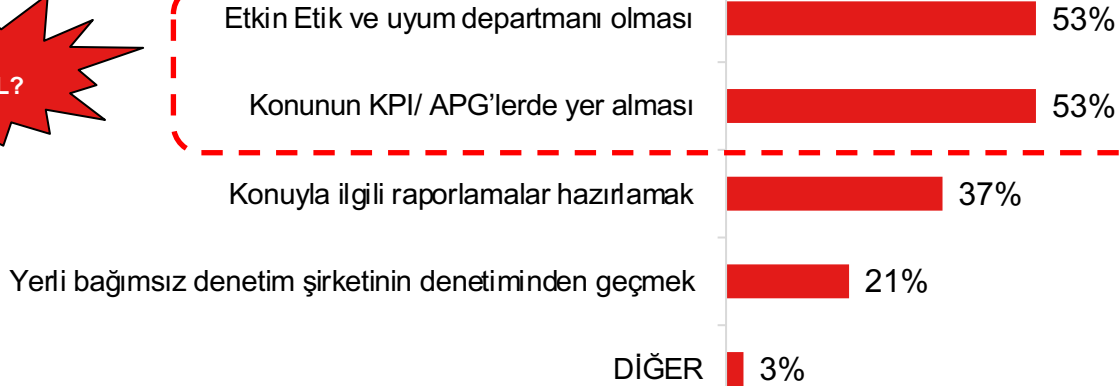 Etkin Etik ve uyum departmanı olması 53%
L?
Konunun KPI/ APG’lerde yer alması 53%
Konuyla ilgili raporlamalar hazırlamak 37%
Yerli bağımsız denetim şirketinin denetiminden geçmek 21%
DİĞER 3%